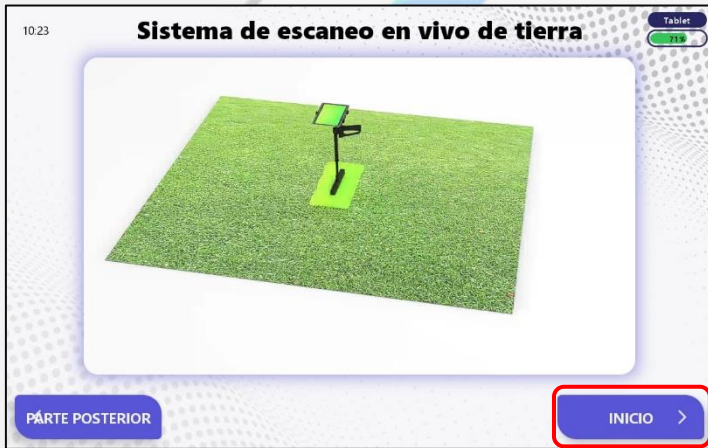 10:23
Sistema de escaneo en vivo de tierra
Tablet
71%
PARTE POSTERIOR
INICIO